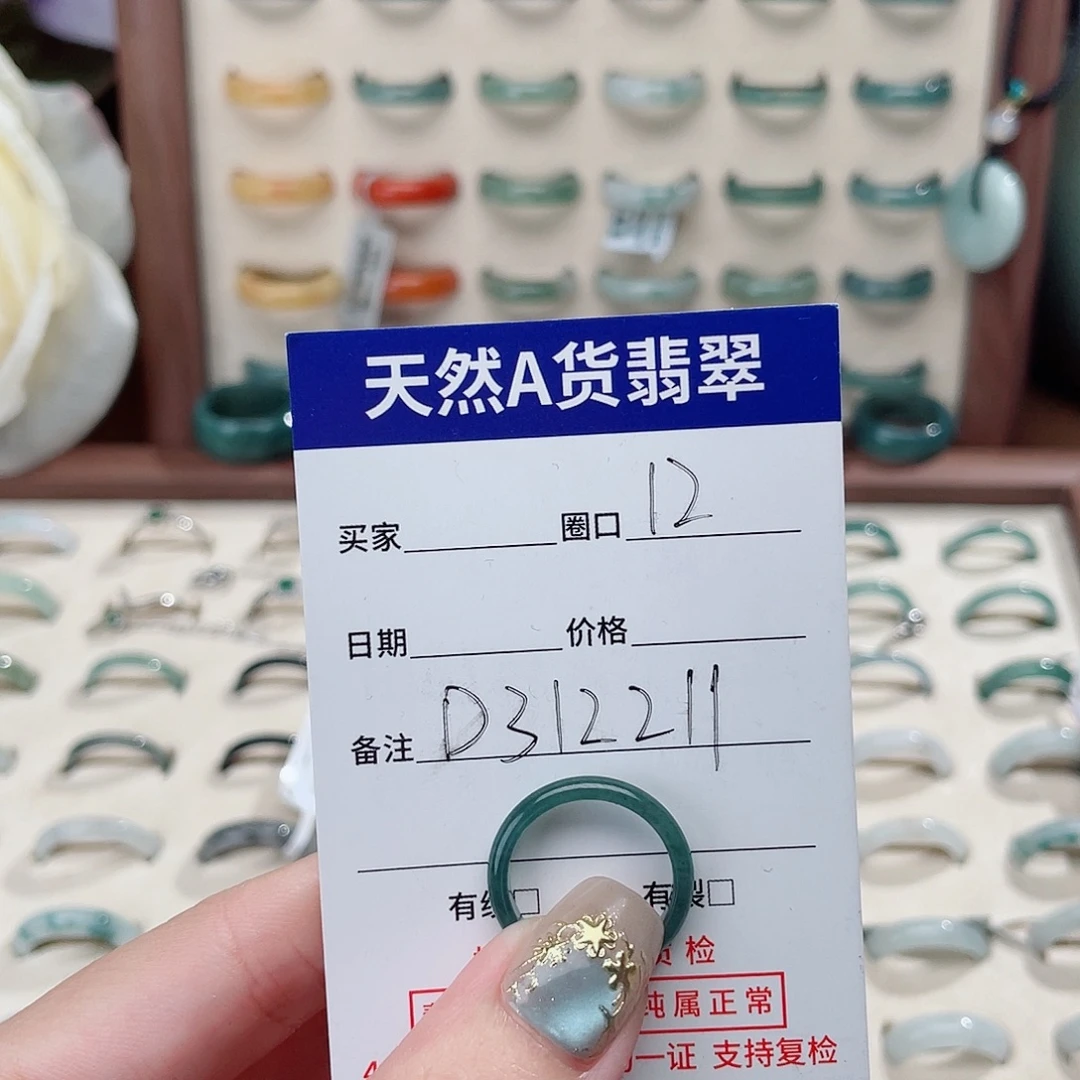 天然A货翡翠
买家 圈口 12
日期 价格
备注 D312211
有 有裂
质检
纯属正常
一证 支持复检